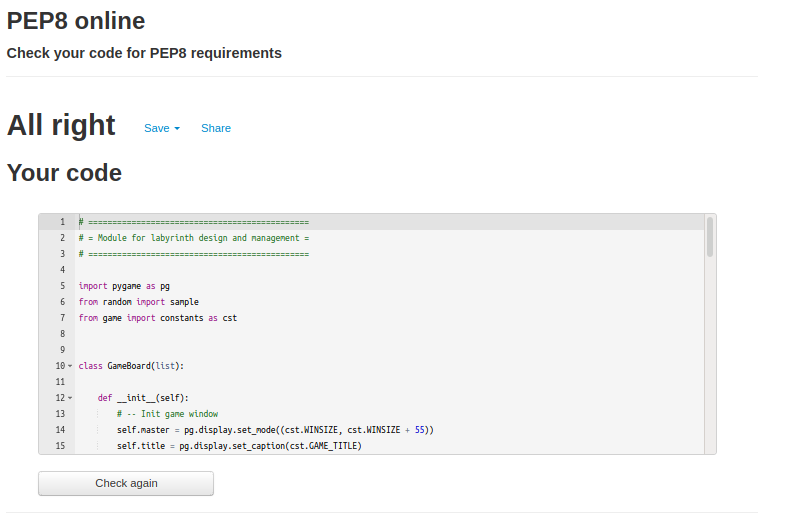 PEP8 online
Check your code for PEP8 requirements
All right Save Share
Your code
1 # ==============================================
2 # = Module for labyrinth design and management =
3 # ==============================================
4
5 import pygame as pg
6 from random import sample
7 from game import constants as cst
8
9
10 class GameBoard(list):
11
12 def __init__(self):
13 # -- Init game window
14 self.master = pg.display.set_mode((cst.WINSIZE, cst.WINSIZE + 55))
15 self.title = pg.display.set_caption(cst.GAME_TITLE)
Check again